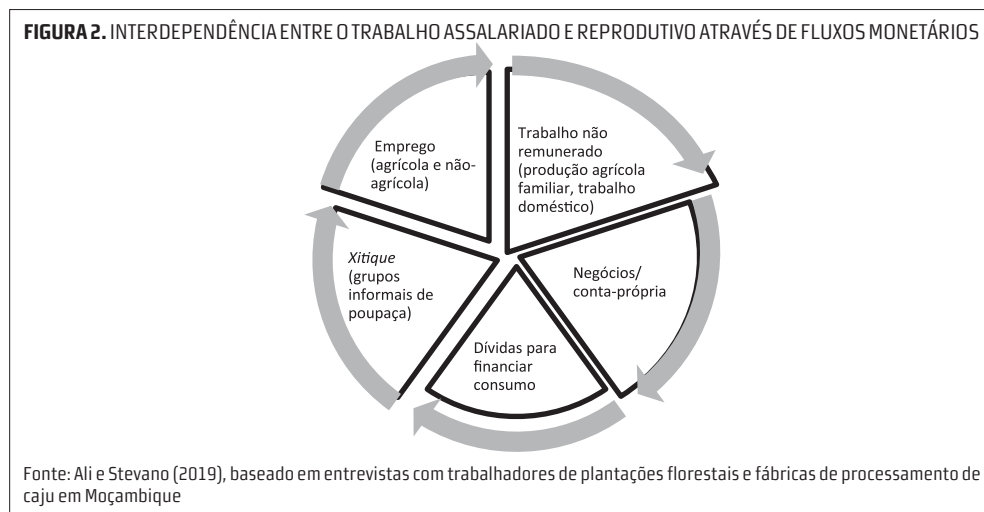 FIGURA 2. INTERDEPENDÊNCIA ENTRE O TRABALHO ASSALARIADO E REPRODUTIVO ATRAVÉS DE FLUXOS MONETÁRIOS
Emprego
(agrícola e não-
agrícola)
Trabalho não
remunerado
(produção agrícola
familiar, trabalho
doméstico)
Negócios/
conta-própria
Dívidas para
financiar
consumo
Xitique
(grupos
informais de
poupaça)
Fonte: Ali e Stevano (2019), baseado em entrevistas com trabalhadores de plantações florestais e fábricas de processamento de
caju em Moçambique